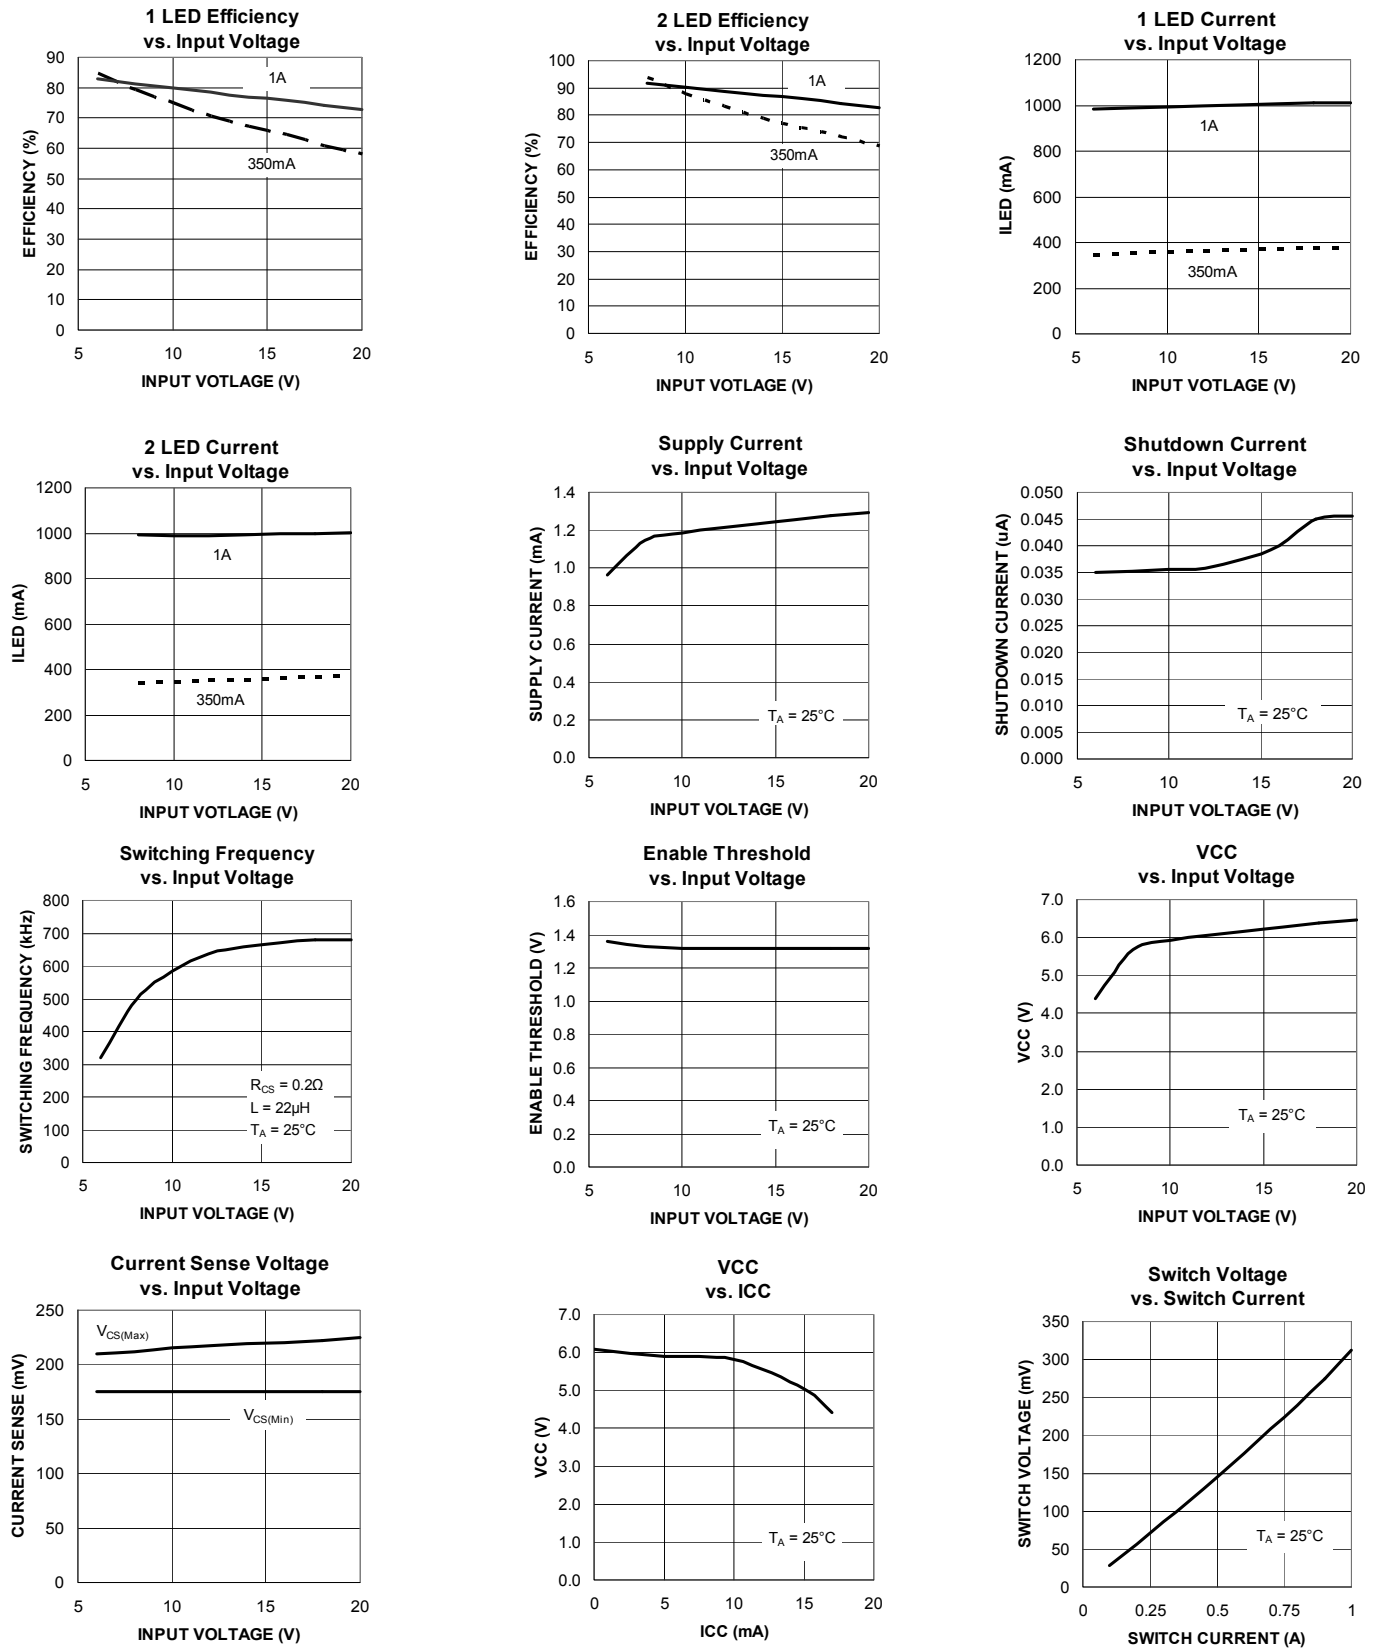 1 LED Efficiency
vs. Input Voltage
90
80
70
60
50
40
30
20
10
0
5
10
15
20
1A
350mA
EFFICIENCY (%)
INPUT VOTLAGE (V)
2 LED Efficiency
vs. Input Voltage
100
90
80
70
60
50
40
30
20
10
0
5
10
15
20
1A
350mA
EFFICIENCY (%)
INPUT VOTLAGE (V)
1 LED Current
vs. Input Voltage
1200
1000
800
600
400
200
0
5
10
15
20
1A
350mA
ILED (mA)
INPUT VOTLAGE (V)
2 LED Current
vs. Input Voltage
1200
1000
800
600
400
200
0
5
10
15
20
1A
350mA
ILED (mA)
INPUT VOTLAGE (V)
Supply Current
vs. Input Voltage
1.4
1.2
1.0
0.8
0.6
0.4
0.2
0.0
5
10
15
20
TA = 25°C
SUPPLY CURRENT (mA)
INPUT VOLTAGE (V)
Shutdown Current
vs. Input Voltage
0.050
0.045
0.040
0.035
0.030
0.025
0.020
0.015
0.010
0.005
0.000
5
10
15
20
TA = 25°C
SHUTDOWN CURRENT (uA)
INPUT VOLTAGE (V)
Switching Frequency
vs. Input Voltage
800
700
600
500
400
300
200
100
0
5
10
15
20
RCS = 0.2Ω
L = 22µH
TA = 25°C
SWITCHING FREQUENCY (kHz)
INPUT VOLTAGE (V)
Enable Threshold
vs. Input Voltage
1.6
1.4
1.2
1.0
0.8
0.6
0.4
0.2
0.0
5
10
15
20
TA = 25°C
ENABLE THRESHOLD (V)
INPUT VOLTAGE (V)
VCC
vs. Input Voltage
7.0
6.0
5.0
4.0
3.0
2.0
1.0
0.0
5
10
15
20
TA = 25°C
VCC (V)
INPUT VOLTAGE (V)
Current Sense Voltage
vs. Input Voltage
250
200
150
100
50
0
5
10
15
20
VCS(Max)
VCS(Min)
CURRENT SENSE (mV)
INPUT VOLTAGE (V)
VCC
vs. ICC
7.0
6.0
5.0
4.0
3.0
2.0
1.0
0.0
0
5
10
15
20
TA = 25°C
VCC (V)
ICC (mA)
Switch Voltage
vs. Switch Current
350
300
250
200
150
100
50
0
0
0.25
0.5
0.75
1
TA = 25°C
SWITCH VOLTAGE (mV)
SWITCH CURRENT (A)